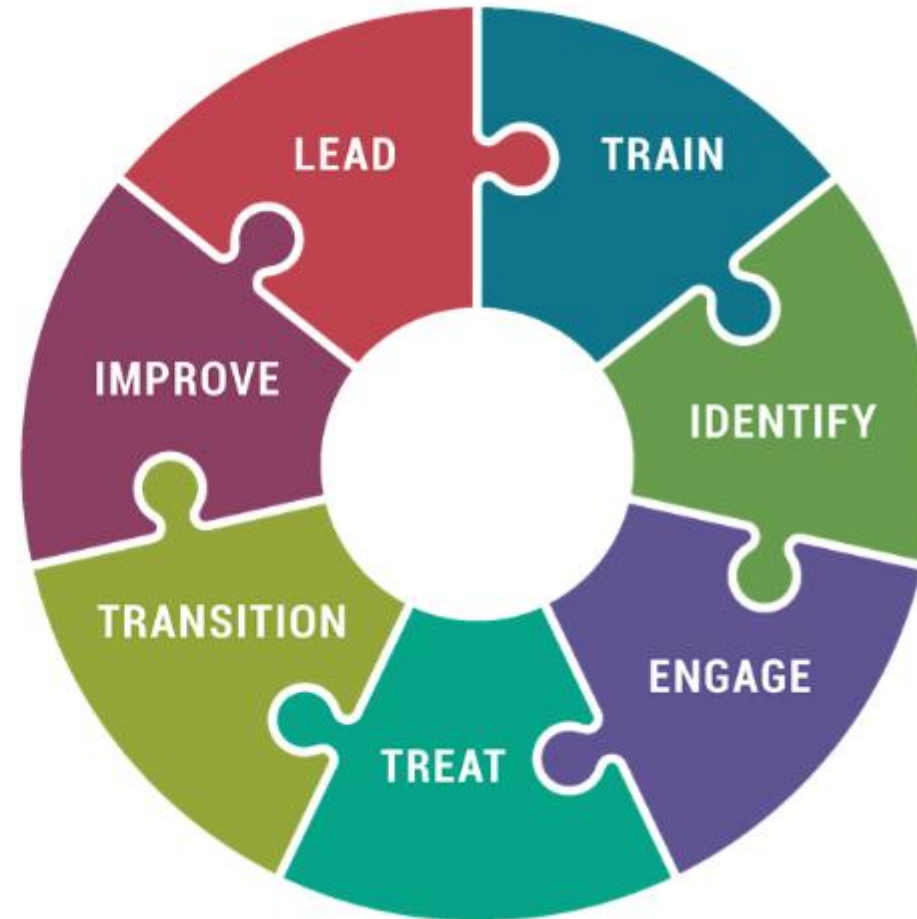 LEAD
TRAIN
IDENTIFY
ENGAGE
TREAT
TRANSITION
IMPROVE